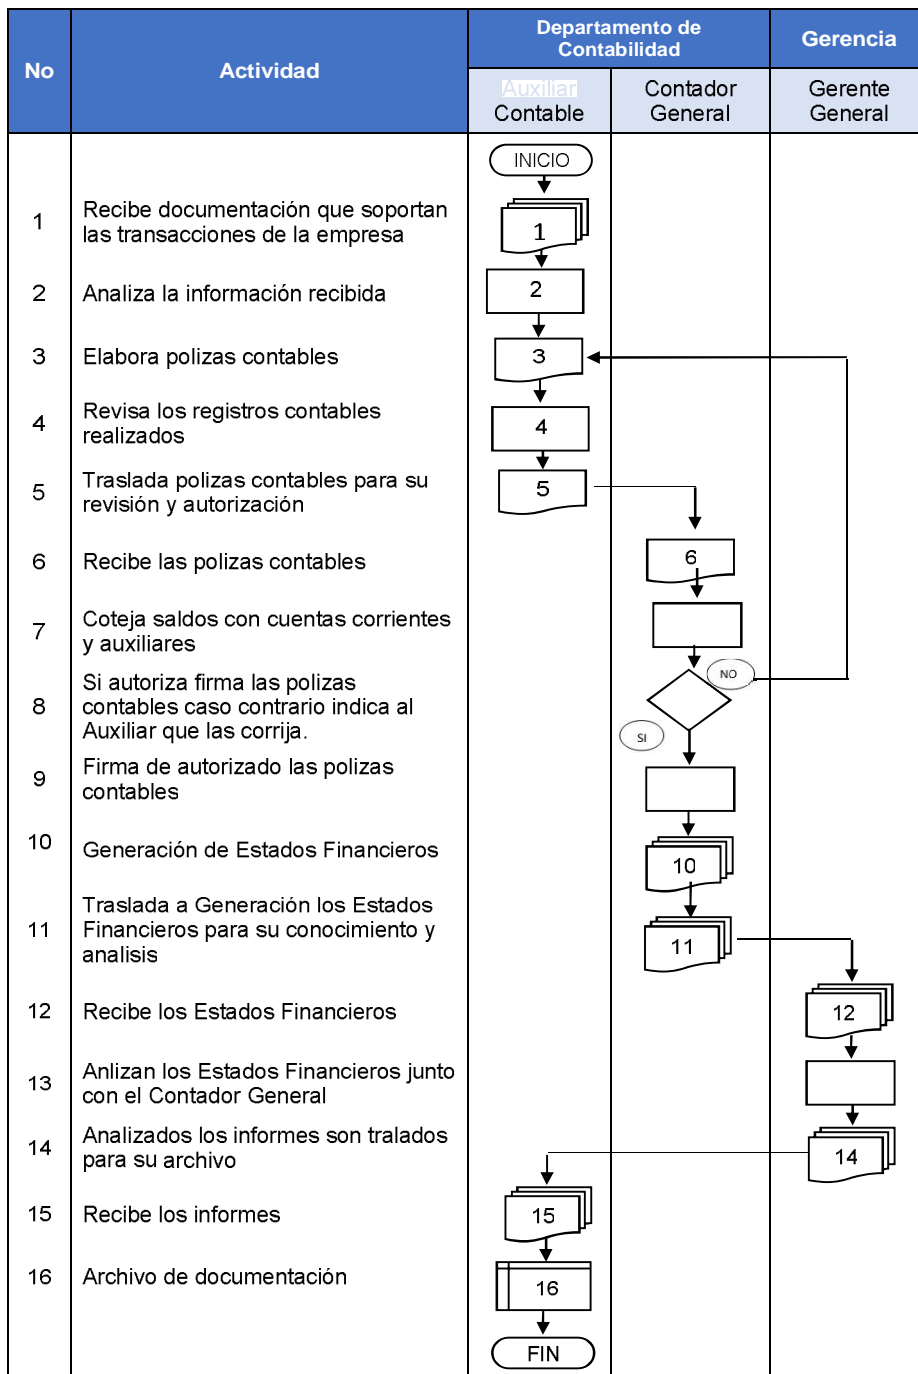 No
Actividad
Departamento de
Contabilidad
Gerencia
Auxiliar
Contable
Contador
General
Gerente
General
INICIO
1
Recibe documentación que soportan
las transacciones de la empresa
1
2
Analiza la información recibida
2
3
Elabora polizas contables
3
4
Revisa los registros contables
realizados
4
5
Traslada polizas contables para su
revisión y autorización
5
6
Recibe las polizas contables
6
7
Coteja saldos con cuentas corrientes
y auxiliares
8
Si autoriza firma las polizas
contables caso contrario indica al
Auxiliar que las corrija.
NO
SI
9
Firma de autorizado las polizas
contables
10
Generación de Estados Financieros
10
11
Traslada a Generación los Estados
Financieros para su conocimiento y
analisis
11
12
Recibe los Estados Financieros
12
13
Anlizan los Estados Financieros junto
con el Contador General
14
Analizados los informes son tralados
para su archivo
14
15
Recibe los informes
15
16
Archivo de documentación
16
FIN